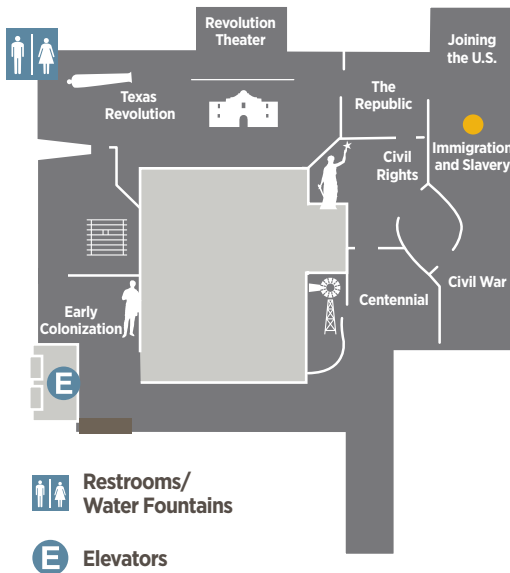 Revolution
Theater
Joining
the U.S.
Texas
Revolution
The
Republic
Civil
Rights
Immigration
and Slavery
Early
Colonization
Centennial
Civil War
E
Restrooms/
Water Fountains
E
Elevators